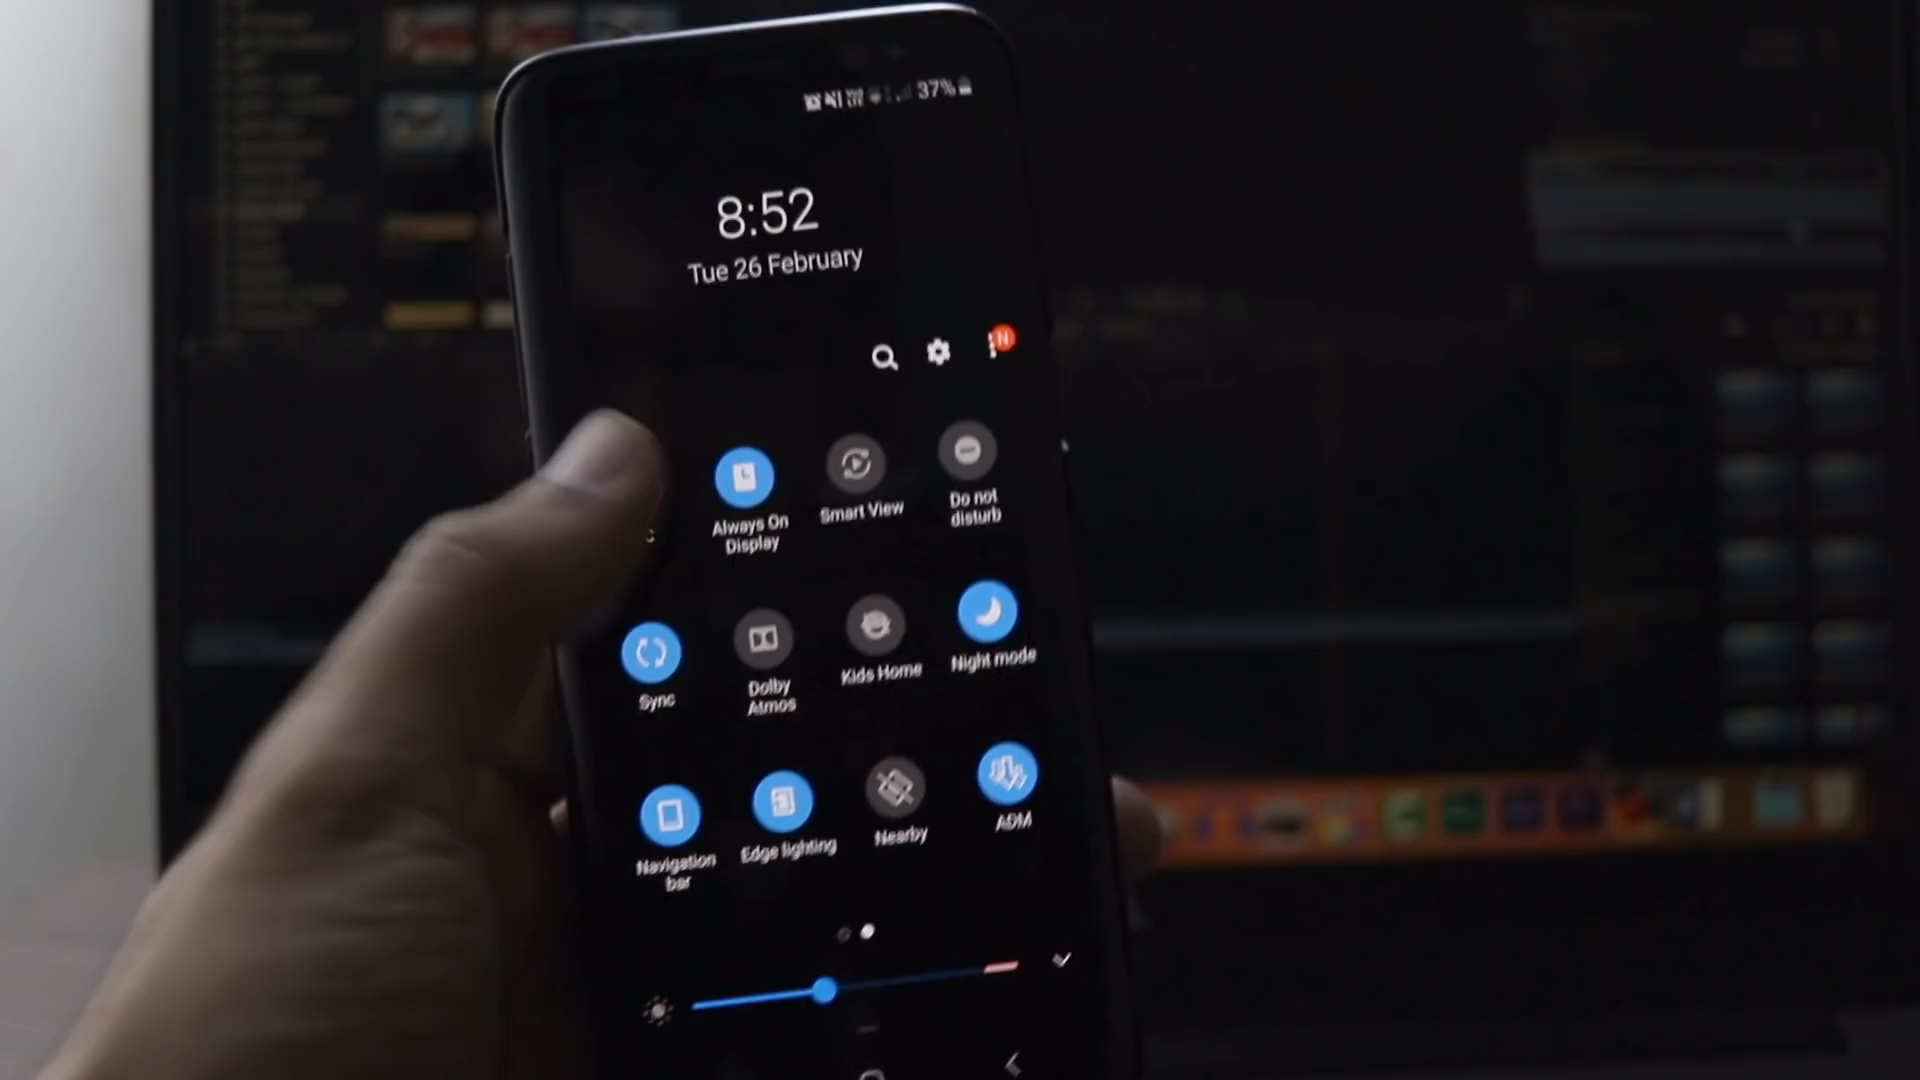 37%
8:52
Tue 26 February
N
Always On
Display
Smart View
Do not
disturb
Sync
Dolby
Atmos
Kids Home
Night mode
Navigation
bar
Edge lighting
Nearby
ADM